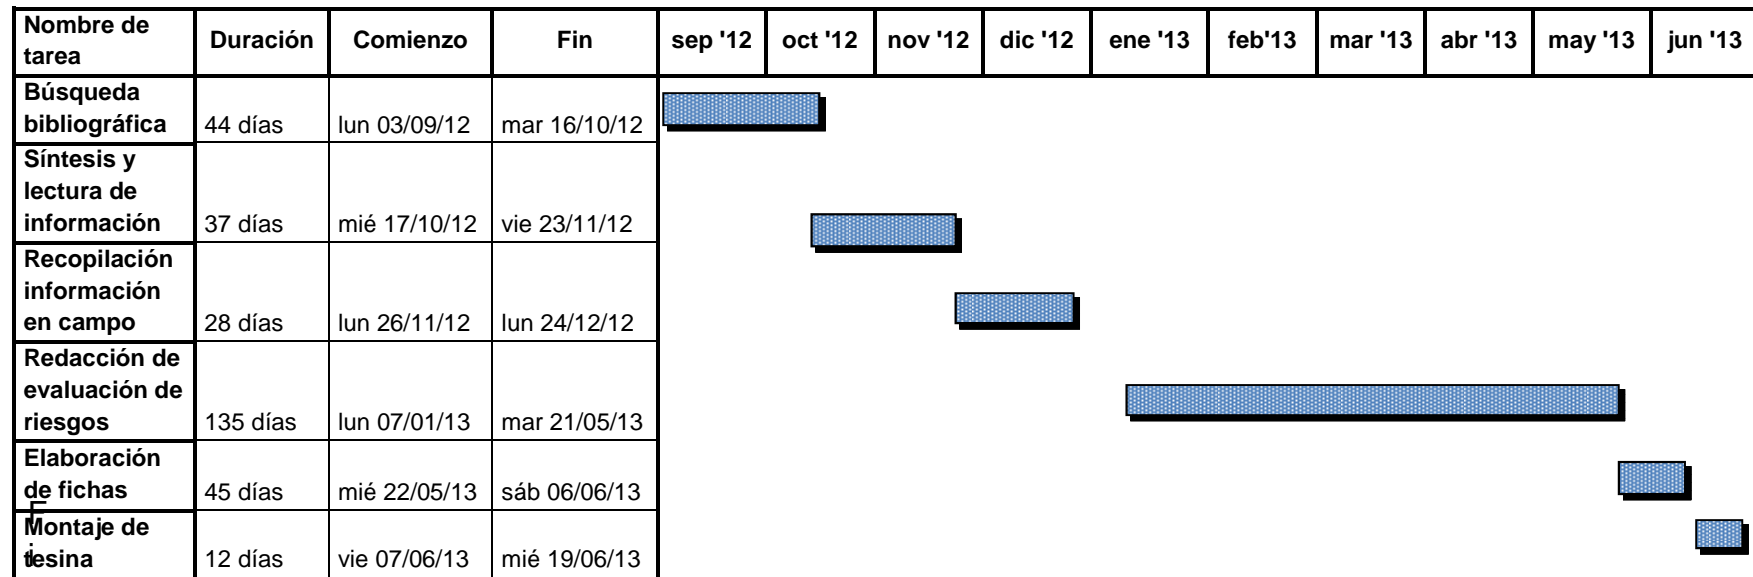 Nombre de tarea Duración Comienzo Fin sep '12 oct '12 nov '12 dic '12 ene '13 feb'13 mar '13 abr '13 may '13 jun '13
Búsqueda
bibliográfica 44 días lun 03/09/12 mar 16/10/12
Síntesis y
lectura de
información 37 días mié 17/10/12 vie 23/11/12
Recopilación
información
en campo 28 días lun 26/11/12 lun 24/12/12
Redacción de
evaluación de
riesgos 135 días lun 07/01/13 mar 21/05/13
Elaboración
de fichas 45 días mié 22/05/13 sáb 06/06/13
Montaje de
tesina 12 días vie 07/06/13 mié 19/06/13